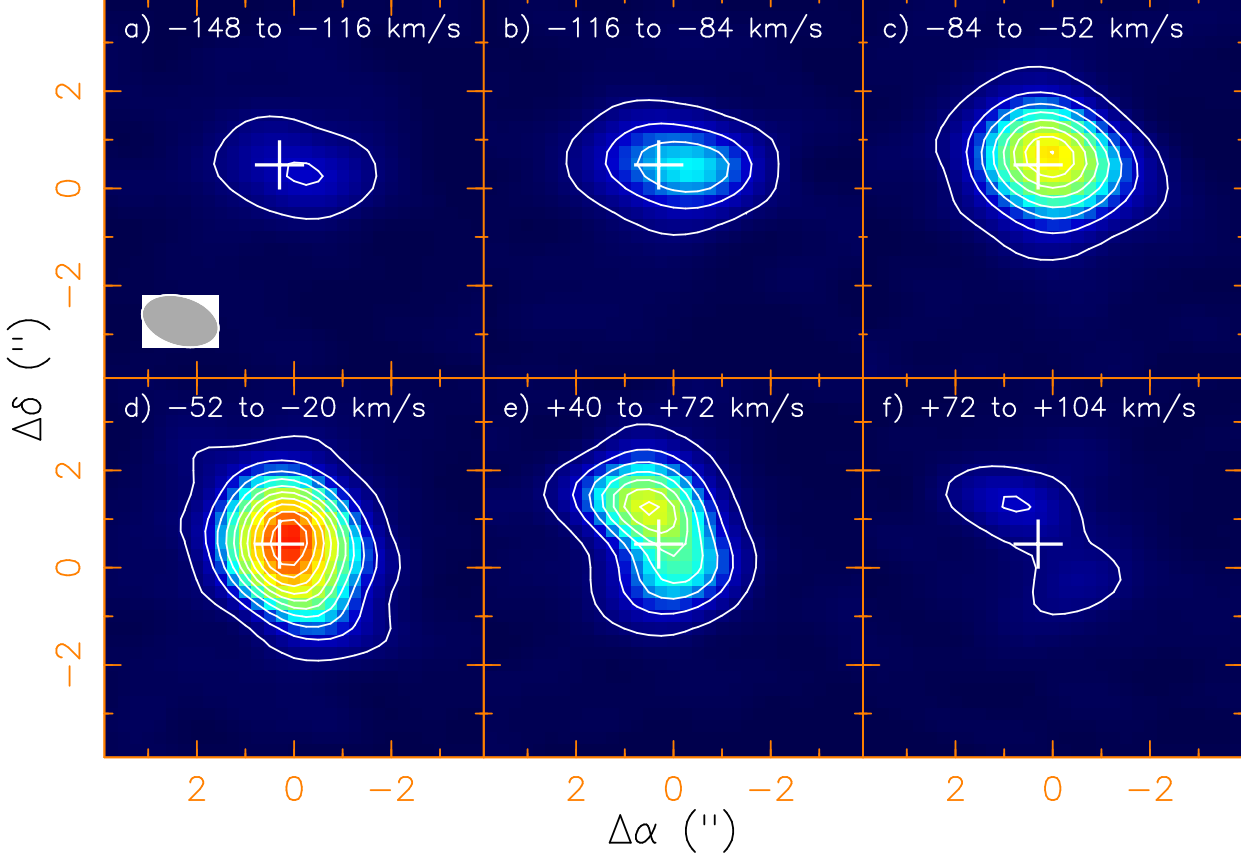 a) −148 to −116 km/s
b) −116 to −84 km/s
c) −84 to −52 km/s
2
0
−2
d) −52 to −20 km/s
e) +40 to +72 km/s
f) +72 to +104 km/s
2
0
−2
Δδ (")
2 0 −2
2 0 −2
2 0 −2
Δα (")